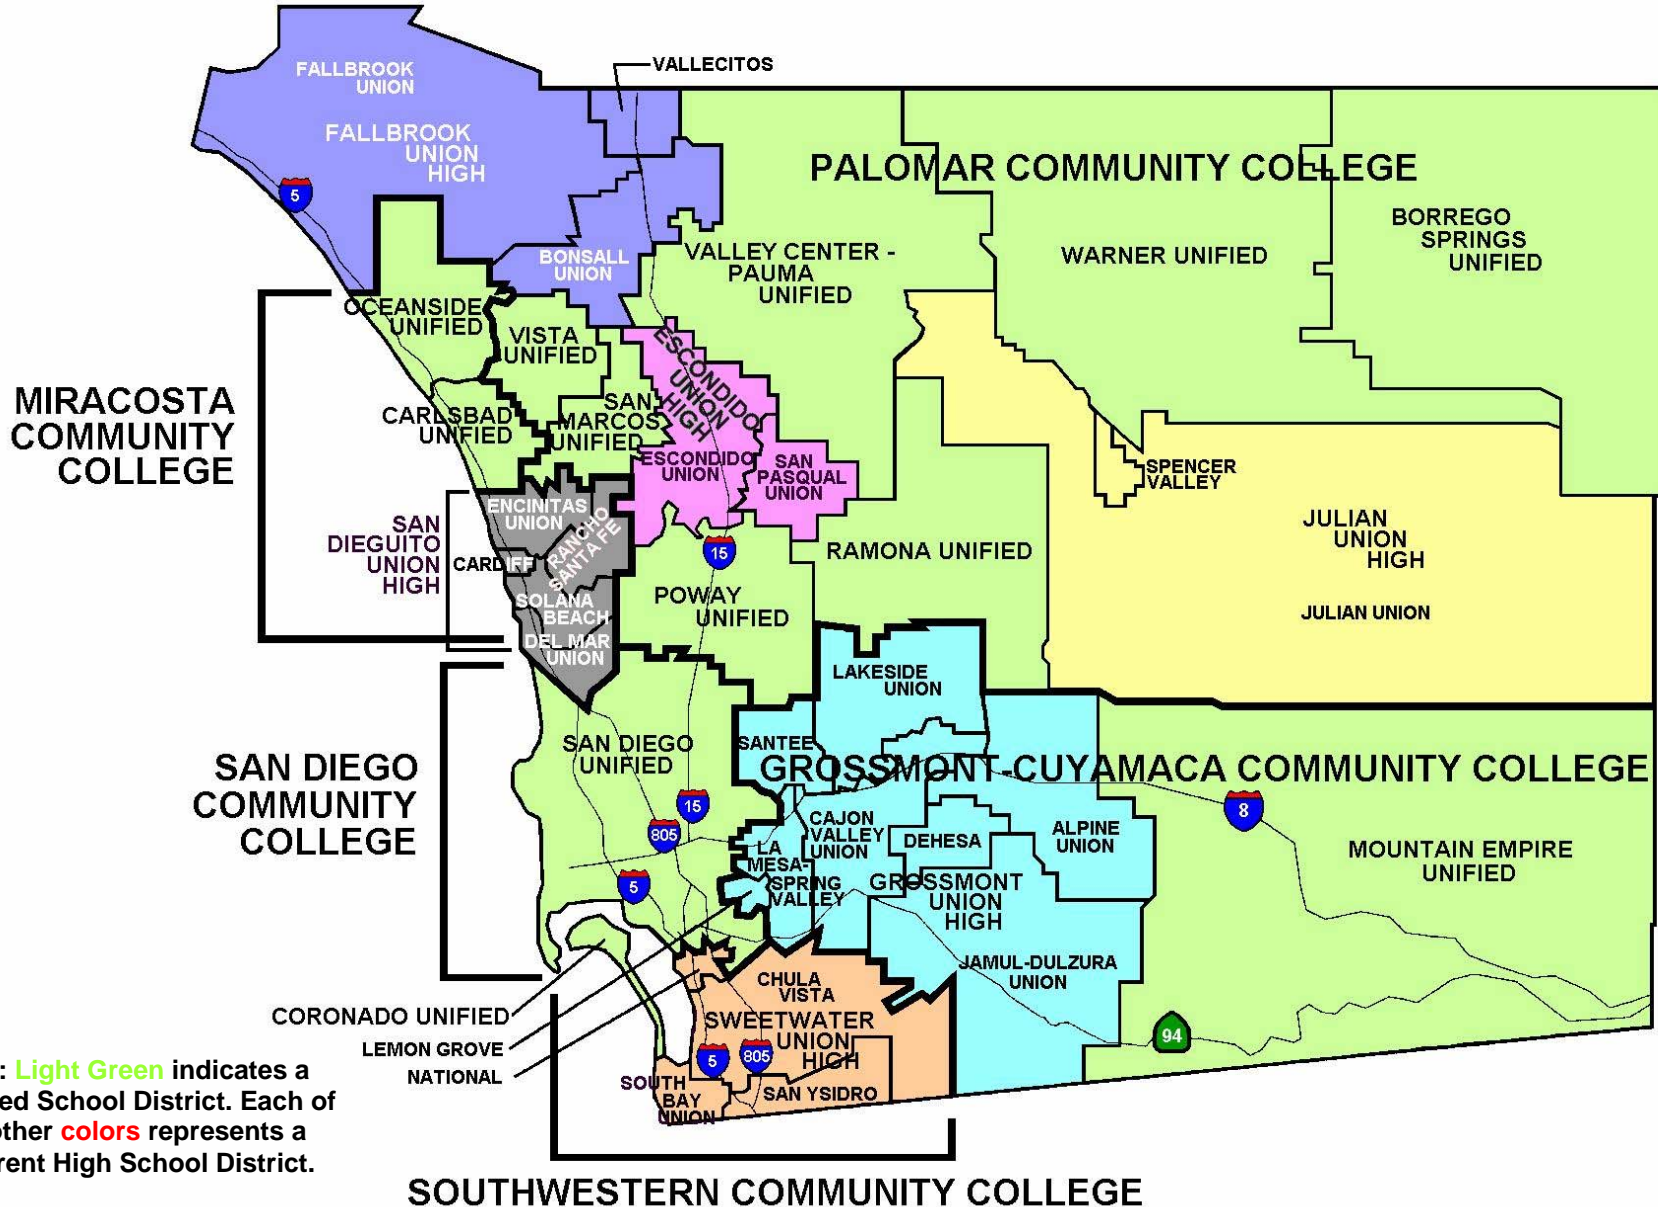 FALLBROOK
UNION
VALLECITOS
FALLBROOK
UNION
HIGH
5
PALOMAR COMMUNITY COLLEGE
BORREGO
SPRINGS
UNIFIED
BONSALL
UNION
VALLEY CENTER -
PAUMA
UNIFIED
WARNER UNIFIED
OCEANSIDE
UNIFIED
VISTA
UNIFIED
ESCONDIDO
UNION
HIGH
MIRACOSTA
COMMUNITY
COLLEGE
CARLSBAD
UNIFIED
SAN
MARCOS
UNIFIED
ESCONDIDO
UNION
SAN
PASQUAL
UNION
SPENCER
VALLEY
ENCINITAS
UNION
SAN
DIEGUITO
UNION
HIGH
CARDIFF
RANCHO
SANTA FE
15
RAMONA UNIFIED
JULIAN
UNION
HIGH
SOLANA
BEACH
POWAY
UNIFIED
JULIAN UNION
DEL MAR
UNION
LAKESIDE
UNION
SAN DIEGO
COMMUNITY
COLLEGE
SAN DIEGO
UNIFIED
SANTEE
GROSSMONT-CUYAMACA COMMUNITY COLLEGE
15
805
8
CAJON
VALLEY
UNION
DEHESA
ALPINE
UNION
LA
MESA-
SPRING
VALLEY
MOUNTAIN EMPIRE
UNIFIED
5
GROSSMONT
UNION
HIGH
JAMUL-DULZURA
UNION
CHULA
VISTA
CORONADO UNIFIED
SWEETWATER
UNION
HIGH
LEMON GROVE
5
805
94
NATIONAL
SOUTH
BAY
UNION
SAN YSIDRO
: Light Green indicates a
ed School District. Each of
other colors represents a
rent High School District.
SOUTHWESTERN COMMUNITY COLLEGE